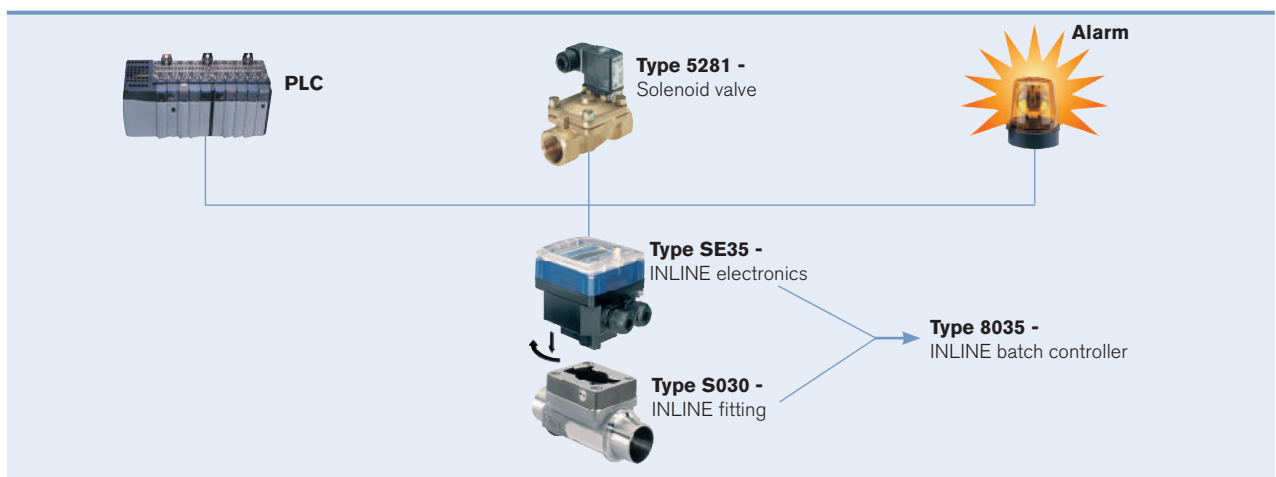 PLC
Type 5281 -
Solenoid valve
Alarm
Type SE35 -
INLINE electronics
Type S030 -
INLINE fitting
Type 8035 -
INLINE batch controller